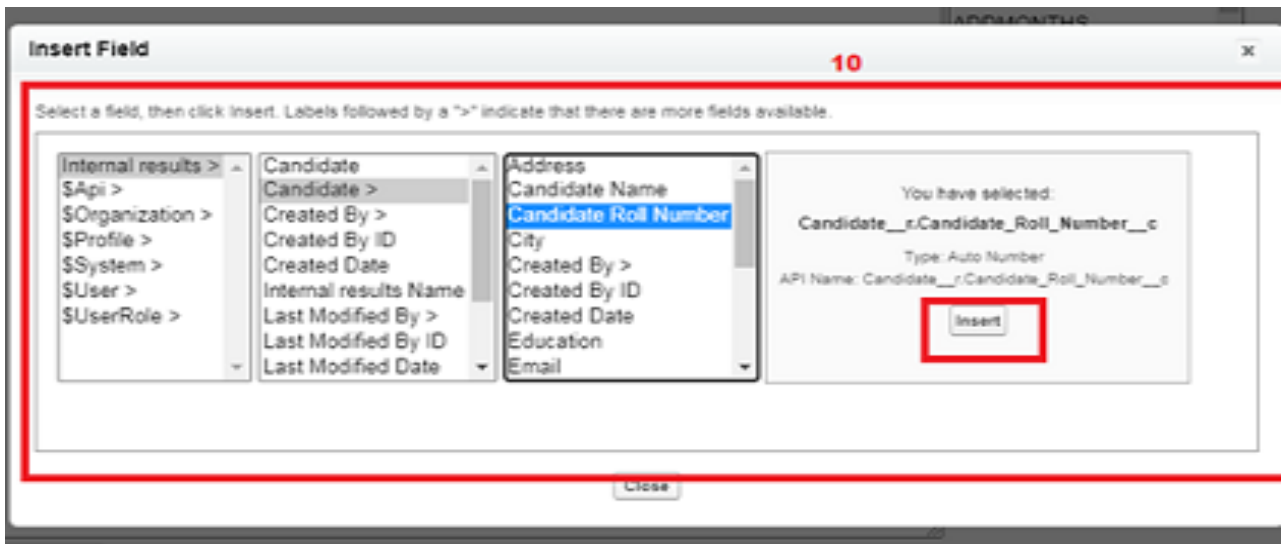 ADDMONTHS
Insert Field
x
10
Select a field, then click Insert. Labels followed by a ">" indicate that there are more fields available.
Internal results >
$Api >
$Organization >
$Profile >
$System >
$User >
$UserRole >
Candidate
Candidate >
Created By >
Created By ID
Created Date
Internal results Name
Last Modified By >
Last Modified By ID
Last Modified Date
Address
Candidate Name
Candidate Roll Number
City
Created By >
Created By ID
Created Date
Education
Email
You have selected:
Candidate__r.Candidate_Roll_Number__c
Type: Auto Number
API Name: Candidate__r.Candidate_Roll_Number__c
Insert
Close